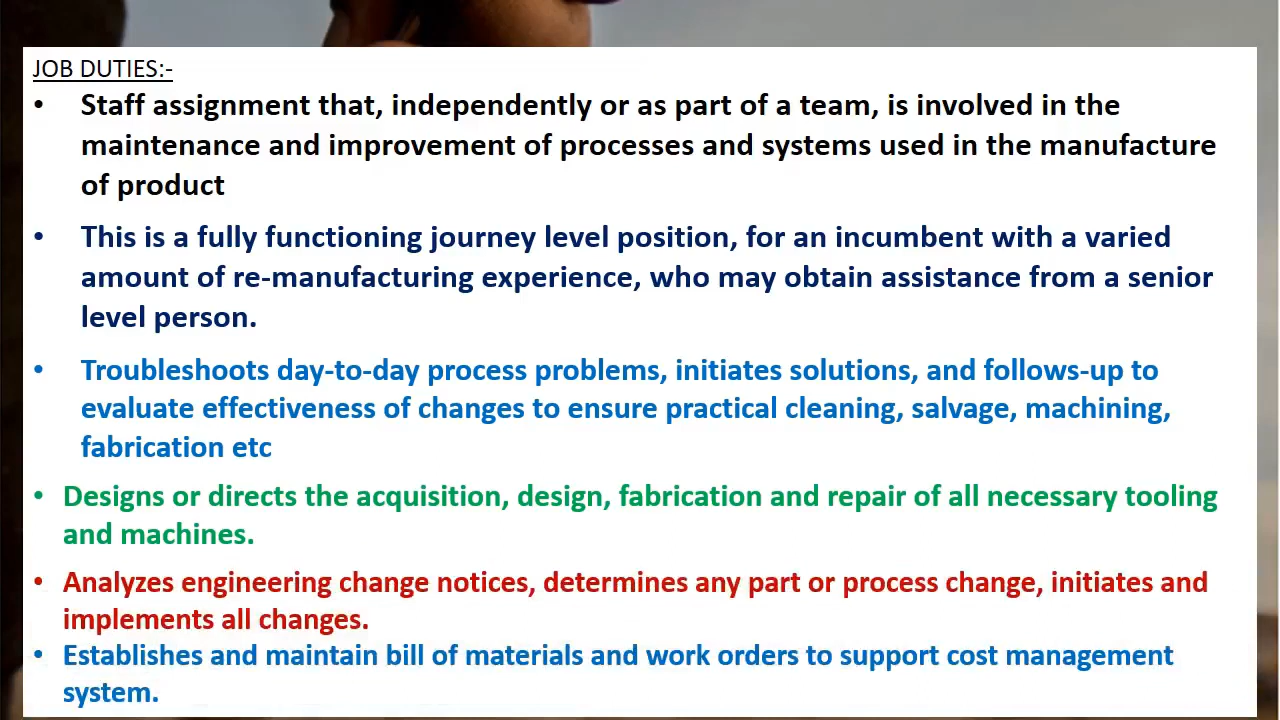 JOB DUTIES:-
• Staff assignment that, independently or as part of a team, is involved in the
maintenance and improvement of processes and systems used in the manufacture
of product
• This is a fully functioning journey level position, for an incumbent with a varied
amount of re-manufacturing experience, who may obtain assistance from a senior
level person.
• Troubleshoots day-to-day process problems, initiates solutions, and follows-up to
evaluate effectiveness of changes to ensure practical cleaning, salvage, machining,
fabrication etc
• Designs or directs the acquisition, design, fabrication and repair of all necessary tooling
and machines.
• Analyzes engineering change notices, determines any part or process change, initiates and
implements all changes.
• Establishes and maintain bill of materials and work orders to support cost management
system.